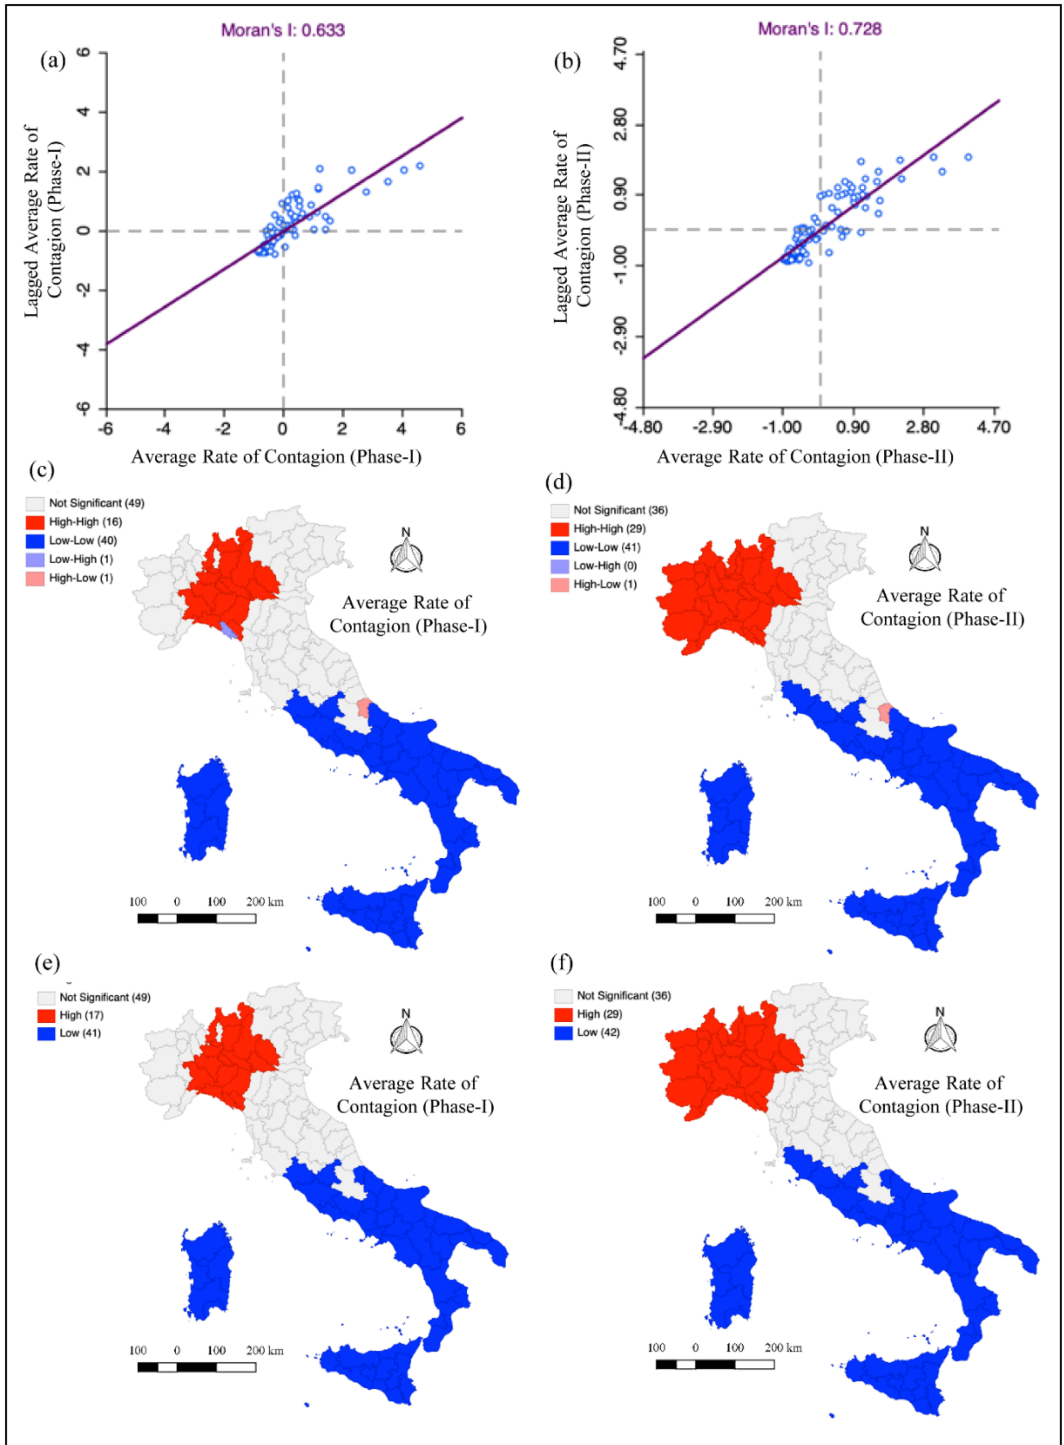 Moran's I: 0.633
(a)
6
4
2
0
-2
-4
-6
Lagged Average Rate of
Contagion (Phase-I)
-6
-4
-2
0
2
4
6
Average Rate of Contagion (Phase-I)
Moran's I: 0.728
(b)
4.70
2.80
0.90
-1.00
-2.90
-4.80
Lagged Average Rate of
Contagion (Phase-II)
-4.80
-2.90
-1.00
0.90
2.80
4.70
Average Rate of Contagion (Phase-II)
(c)
Not Significant (49)
High-High (16)
Low-Low (40)
Low-High (1)
High-Low (1)
N
Average Rate of
Contagion (Phase-I)
100 0 100 200 km
(d)
Not Significant (36)
High-High (29)
Low-Low (41)
Low-High (0)
High-Low (1)
N
Average Rate of
Contagion (Phase-II)
100 0 100 200 km
(e)
Not Significant (49)
High (17)
Low (41)
N
Average Rate of
Contagion (Phase-I)
100 0 100 200 km
(f)
Not Significant (36)
High (29)
Low (42)
N
Average Rate of
Contagion (Phase-II)
100 0 100 200 km